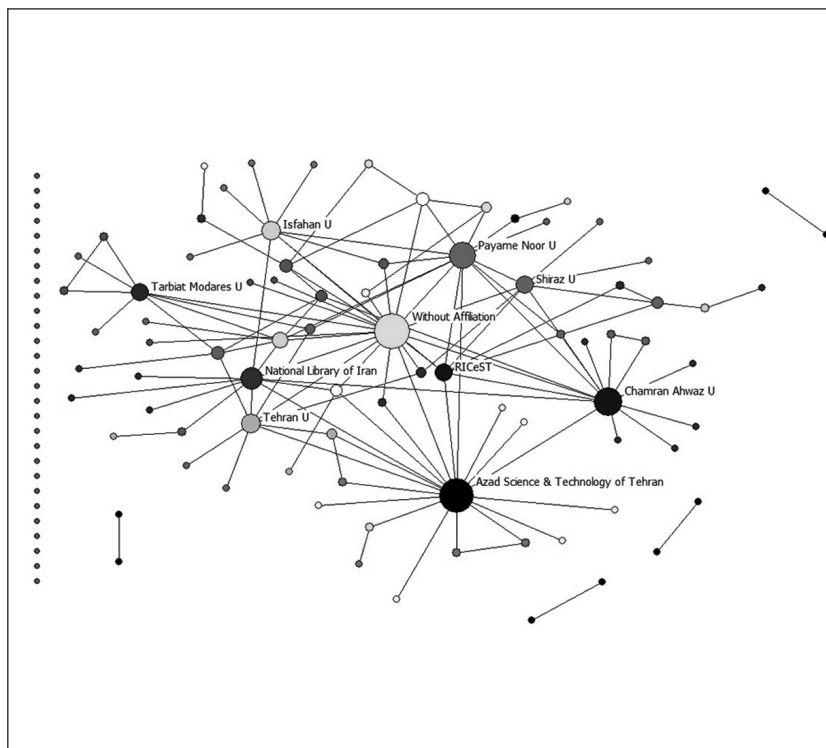 Isfahan U
Payame Noor U
Shiraz U
Tarbiat Modares U
Without Affiliation
RICeST
National Library of Iran
Chamran Ahwaz U
Tehran U
Azad Science & Technology of Tehran